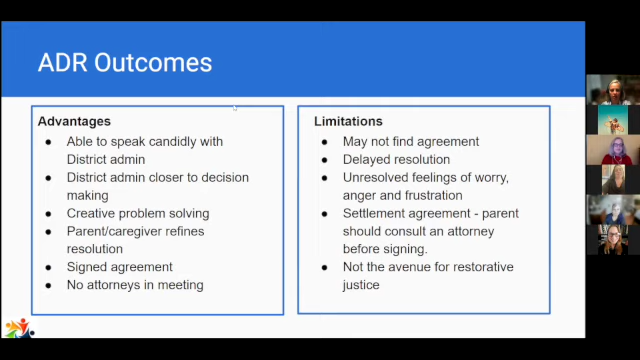 ADR Outcomes
Advantages
● Able to speak candidly with
District admin
● District admin closer to decision
making
● Creative problem solving
● Parent/caregiver refines
resolution
● Signed agreement
● No attorneys in meeting
Limitations
● May not find agreement
● Delayed resolution
● Unresolved feelings of worry,
anger and frustration
● Settlement agreement - parent
should consult an attorney
before signing.
● Not the avenue for restorative
justice